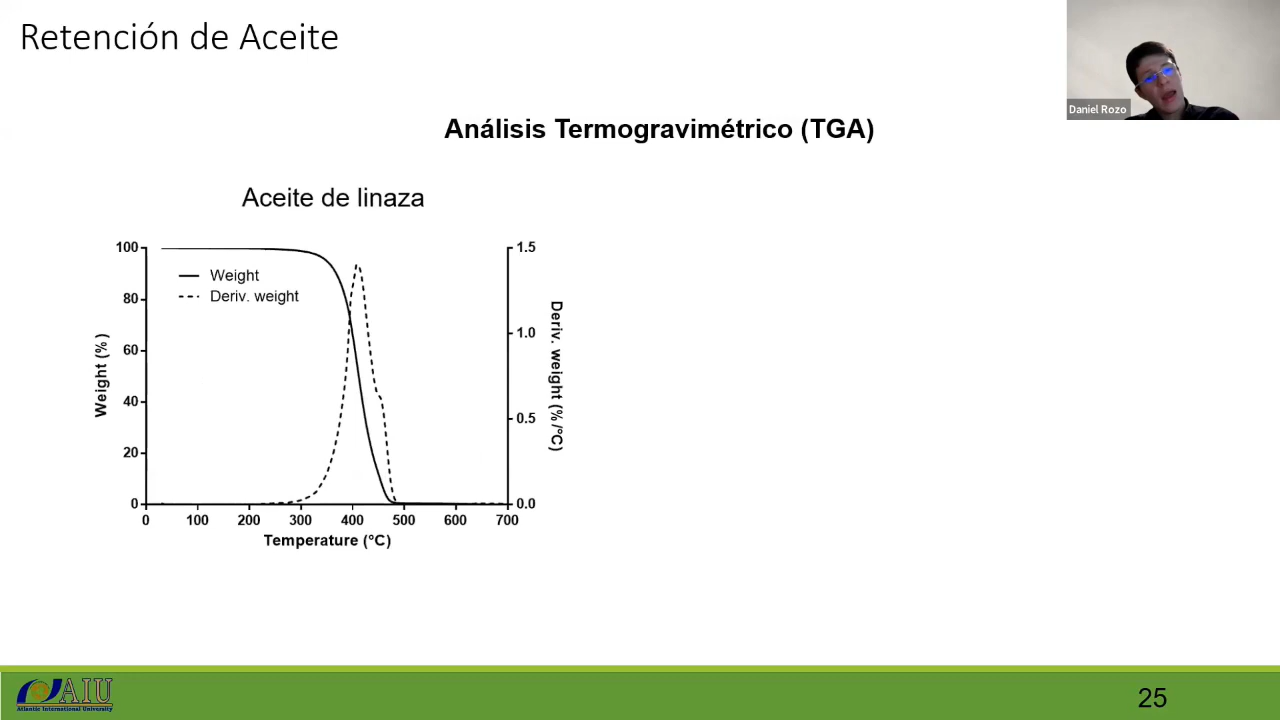 Retención de Aceite
Daniel Rozo
Análisis Termogravimétrico (TGA)
Aceite de linaza
100
80
60
40
20
0
Weight (%)
Weight
Deriv. weight
1.5
1.0
0.5
0.0
Deriv. weight (%/°C)
0 100 200 300 400 500 600 700
Temperature (°C)
AIU
Atlantic International University
25